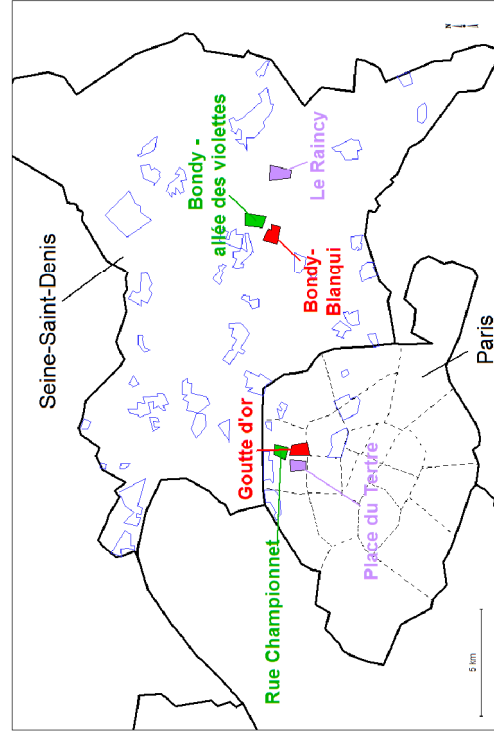 Seine-Saint-Denis
Bondy -
allée des violettes
Le Raincy
Bondy-
Blanqui
Goutte d'or
Rue Championnet
Place du Tertre
Paris
5 km
N